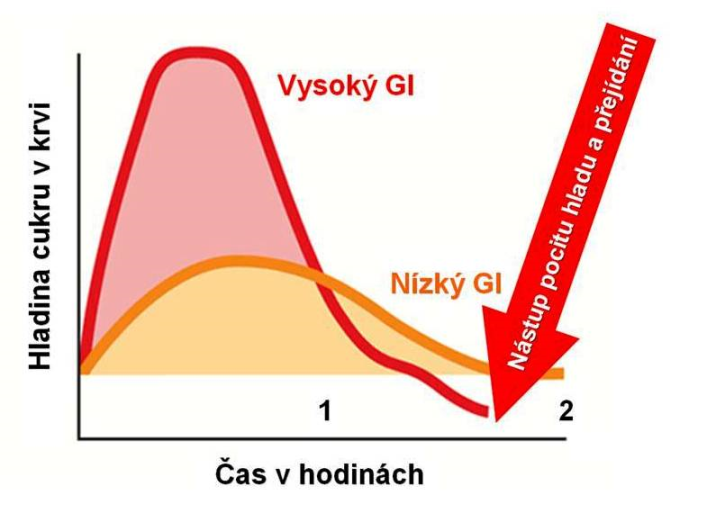 Vysoký GI
Nástup pocitu hladu a přejídání
Hladina cukru v krvi
Nízký GI
1
2
Čas v hodinách